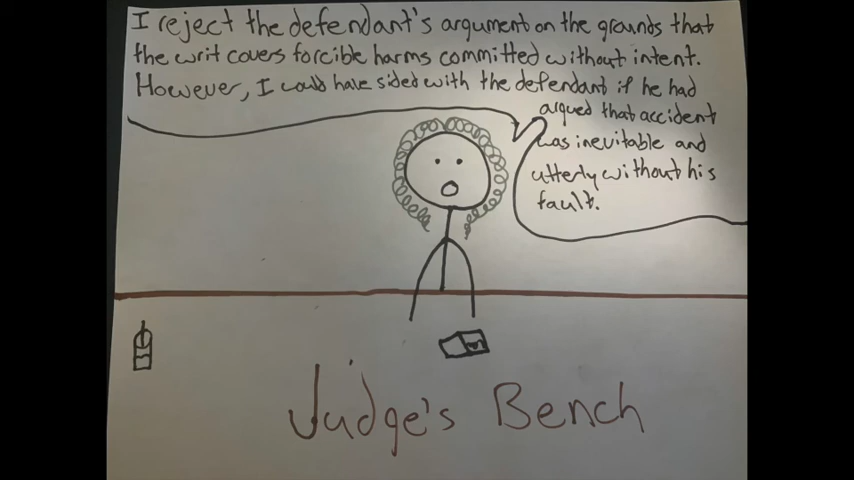 I reject the defendant's argument on the grounds that
the writ covers forcible harms committed without intent.
However, I could have sided with the defendant if he had
argued that accident
was inevitable and
utterly without his
fault.
Judge's Bench